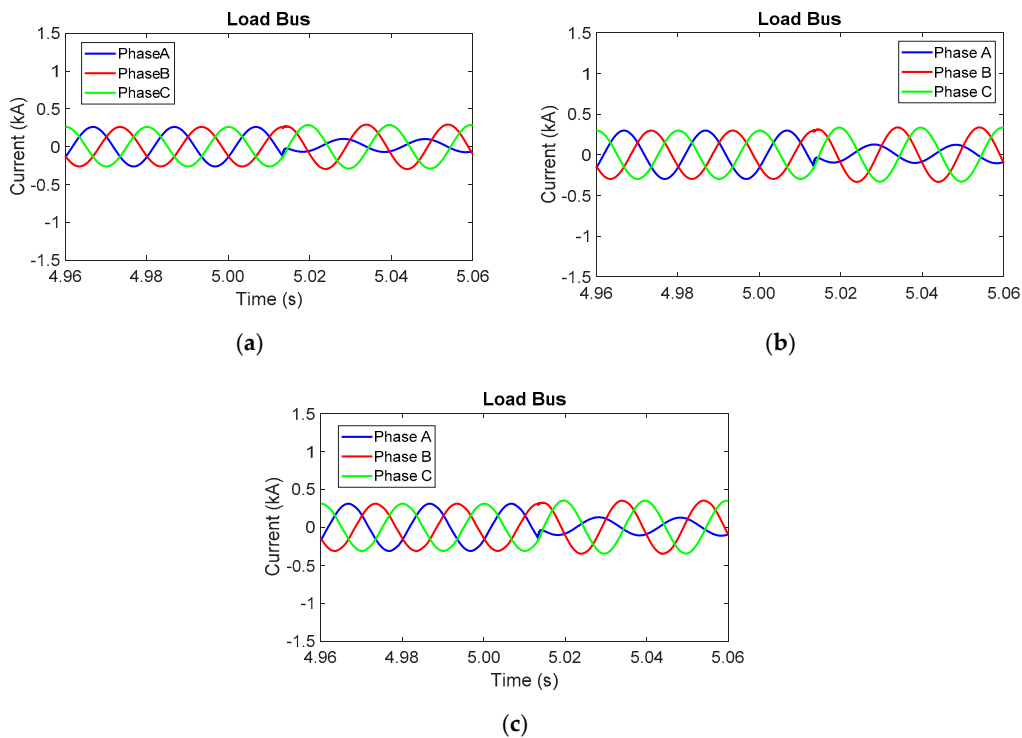 Load Bus
1.5
1
0.5
0
-0.5
-1
-1.5
Current (kA)
PhaseA
PhaseB
PhaseC
4.96 4.98 5.00 5.02 5.04 5.06
Time (s)
(a)
Load Bus
1.5
1
0.5
0
-0.5
-1
-1.5
Current (kA)
Phase A
Phase B
Phase C
4.96 4.98 5.00 5.02 5.04 5.06
(b)
Load Bus
1.5
1
0.5
0
-0.5
-1
-1.5
Current (kA)
Phase A
Phase B
Phase C
4.96 4.98 5.00 5.02 5.04 5.06
Time (s)
(c)